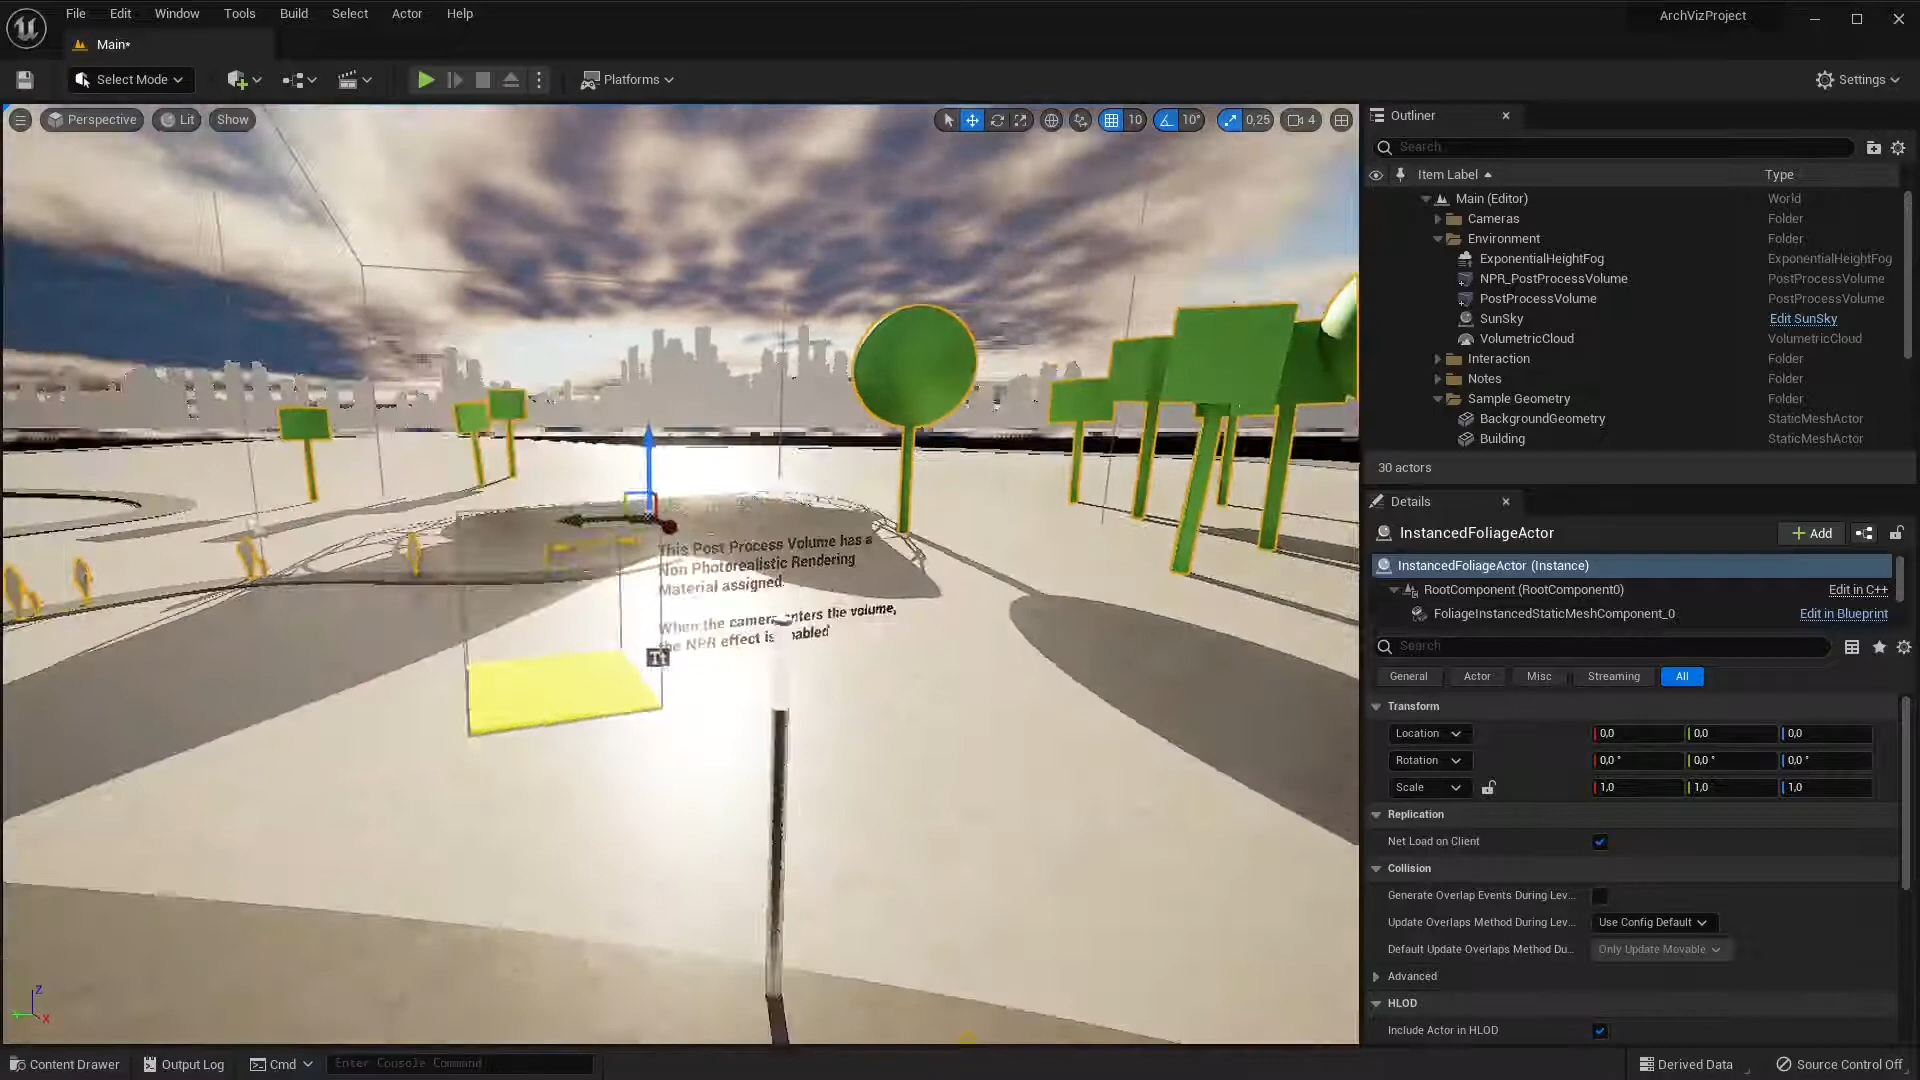 File Edit Window Tools Build Select Actor Help
ArchVizProject
Main*
Select Mode
Platforms
Settings
Perspective
Lit
Show
10
10°
0,25
4
Outliner
Search
Item Label
Type
Main (Editor) World
Cameras Folder
Environment Folder
ExponentialHeightFog ExponentialHeightFog
NPR_PostProcessVolume PostProcessVolume
PostProcessVolume PostProcessVolume
SunSky Edit SunSky
VolumetricCloud VolumetricCloud
Interaction Folder
Notes Folder
Sample Geometry Folder
BackgroundGeometry StaticMeshActor
Building StaticMeshActor
30 actors
This Post Process Volume has a
Non Photorealistic Rendering
Material assigned.
When the camera enters the volume,
the NPR effect is enabled
Details
InstancedFoliageActor
Add
InstancedFoliageActor (Instance)
RootComponent (RootComponent0) Edit in C++
FoliageInstancedStaticMeshComponent_0 Edit in Blueprint
Search
General Actor Misc Streaming All
Transform
Location 0,0 0,0 0,0
Rotation 0,0 ° 0,0 ° 0,0 °
Scale 1,0 1,0 1,0
Replication
Net Load on Client
Collision
Generate Overlap Events During Lev...
Update Overlaps Method During Lev... Use Config Default
Default Update Overlaps Method Du... Only Update Movable
Advanced
HLOD
Include Actor in HLOD
Z
X
Content Drawer
Output Log
Cmd
Enter Console Command
Derived Data
Source Control Off